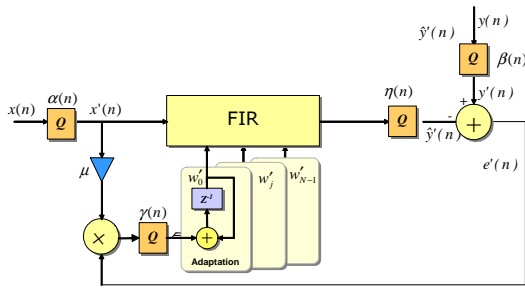 y(n)
ŷ'(n)
Q
β(n)
α(n)
η(n)
x(n)
Q
x'(n)
FIR
Q
+
y'(n)
-
ŷ'(n)
+
e'(n)
μ
w'0
w'j
w'N-1
γ(n)
z-1
×
Q
+
Adaptation